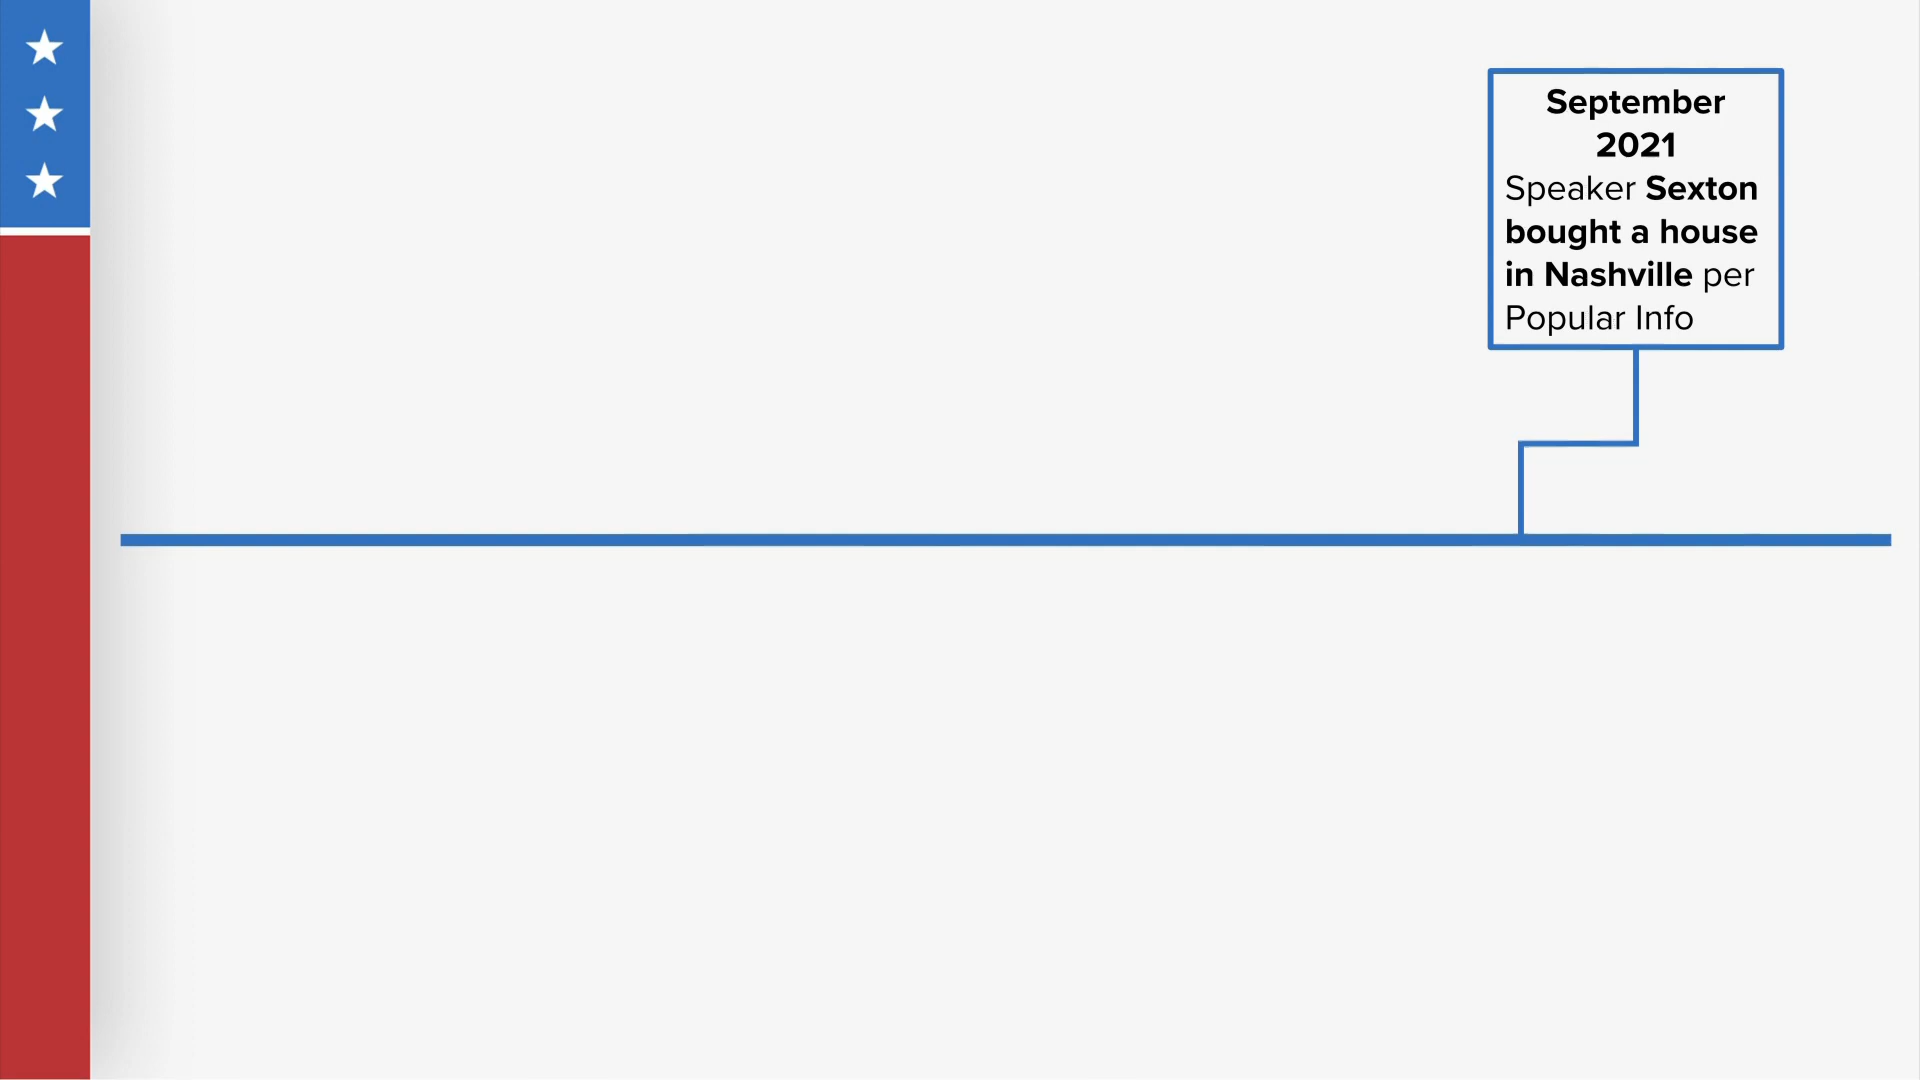 September
2021
Speaker Sexton
bought a house
in Nashville per
Popular Info